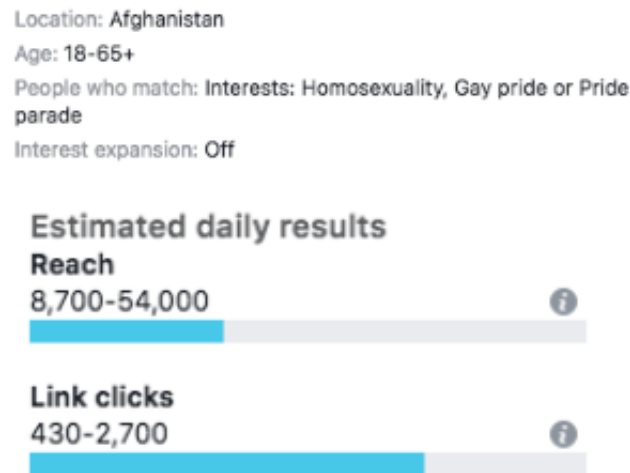 Location: Afghanistan
Age: 18-65+
People who match: Interests: Homosexuality, Gay pride or Pride
parade
Interest expansion: Off
Estimated daily results
Reach
8,700-54,000
Link clicks
430-2,700